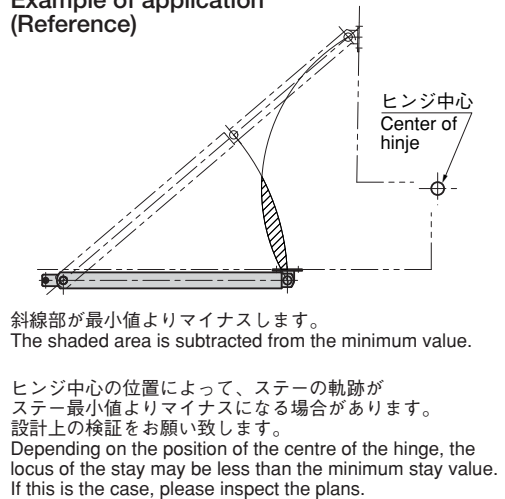 Example of application
(Reference)
ヒンジ中心
Center of
hinje
斜線部が最小値よりマイナスします。
The shaded area is subtracted from the minimum value.
ヒンジ中心の位置によって、ステーの軌跡が
ステー最小値よりマイナスになる場合があります。
設計上の検証をお願い致します。
Depending on the position of the centre of the hinge, the
locus of the stay may be less than the minimum stay value.
If this is the case, please inspect the plans.